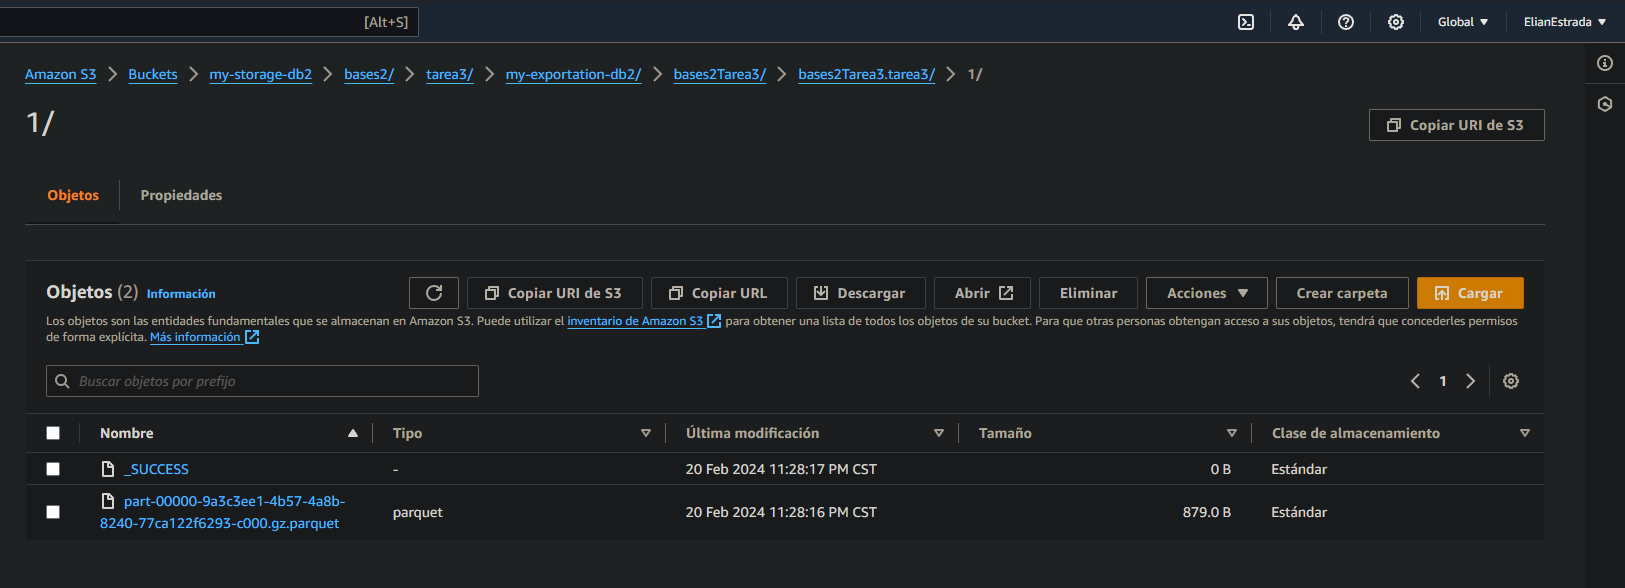 [Alt+S]
Global
ElianEstrada
Amazon S3
Buckets
my-storage-db2
bases2/
tarea3/
my-exportation-db2/
bases2Tarea3/
bases2Tarea3.tarea3/
1/
1/
Copiar URI de S3
Objetos
Propiedades
Objetos (2)
Información
Copiar URI de S3
Copiar URL
Descargar
Abrir
Eliminar
Acciones
Crear carpeta
Cargar
Los objetos son las entidades fundamentales que se almacenan en Amazon S3. Puede utilizar el inventario de Amazon S3 para obtener una lista de todos los objetos de su bucket. Para que otras personas obtengan acceso a sus objetos, tendrá que concederles permisos
de forma explícita. Más información
Buscar objetos por prefijo
1
Nombre
Tipo
Última modificación
Tamaño
Clase de almacenamiento
_SUCCESS
-
20 Feb 2024 11:28:17 PM CST
0 B
Estándar
part-00000-9a3c3ee1-4b57-4a8b-
8240-77ca122f6293-c000.gz.parquet
parquet
20 Feb 2024 11:28:16 PM CST
879.0 B
Estándar